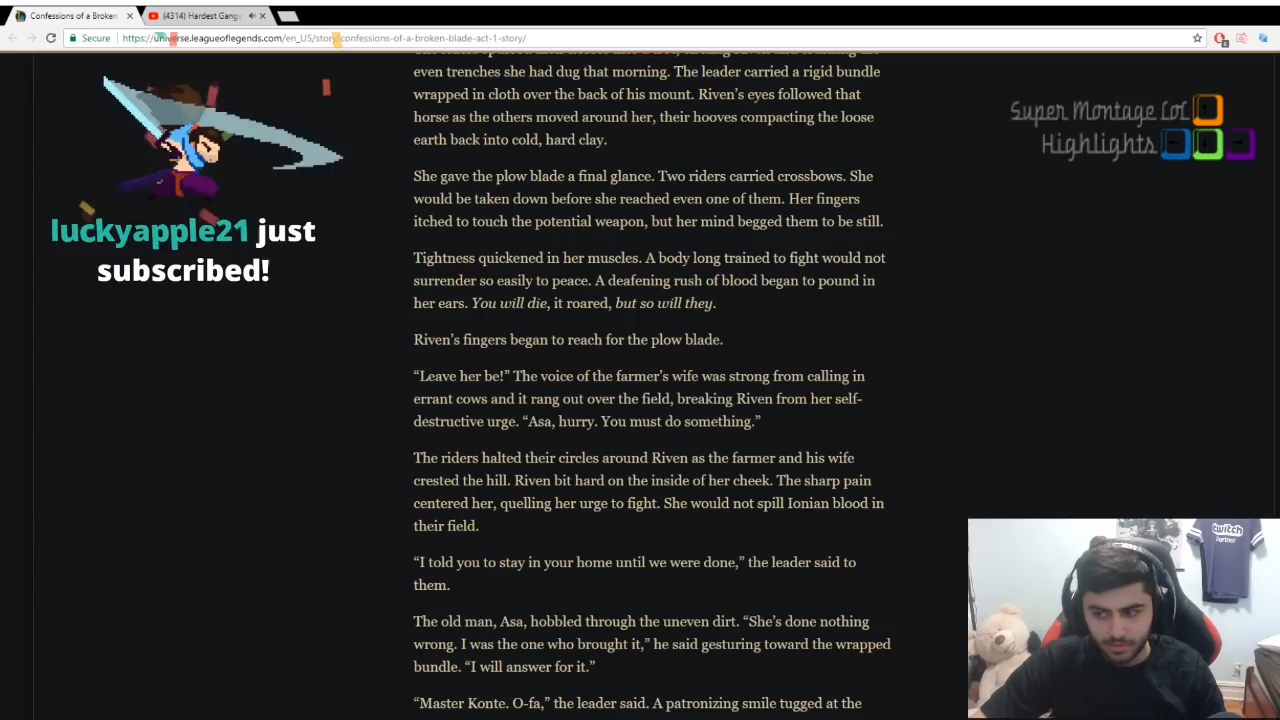 Confessions of a Broken
(4314) Hardest Gangs
Secure
https://universe.leagueoflegends.com/en_US/story/confessions-of-a-broken-blade-act-1-story/
even trenches she had dug that morning. The leader carried a rigid bundle
wrapped in cloth over the back of his mount. Riven’s eyes followed that
horse as the others moved around her, their hooves compacting the loose
earth back into cold, hard clay.
She gave the plow blade a final glance. Two riders carried crossbows. She
would be taken down before she reached even one of them. Her fingers
itched to touch the potential weapon, but her mind begged them to be still.
Tightness quickened in her muscles. A body long trained to fight would not
surrender so easily to peace. A deafening rush of blood began to pound in
her ears. You will die, it roared, but so will they.
Riven’s fingers began to reach for the plow blade.
“Leave her be!” The voice of the farmer’s wife was strong from calling in
errant cows and it rang out over the field, breaking Riven from her self-
destructive urge. “Asa, hurry. You must do something.”
The riders halted their circles around Riven as the farmer and his wife
crested the hill. Riven bit hard on the inside of her cheek. The sharp pain
centered her, quelling her urge to fight. She would not spill Ionian blood in
their field.
“I told you to stay in your home until we were done,” the leader said to
them.
The old man, Asa, hobbled through the uneven dirt. “She’s done nothing
wrong. I was the one who brought it,” he said gesturing toward the wrapped
bundle. “I will answer for it.”
“Master Konte. O-fa,” the leader said. A patronizing smile tugged at the
luckyapple21 just
subscribed!
Super Montage LoL
Highlights
twitch
Partner